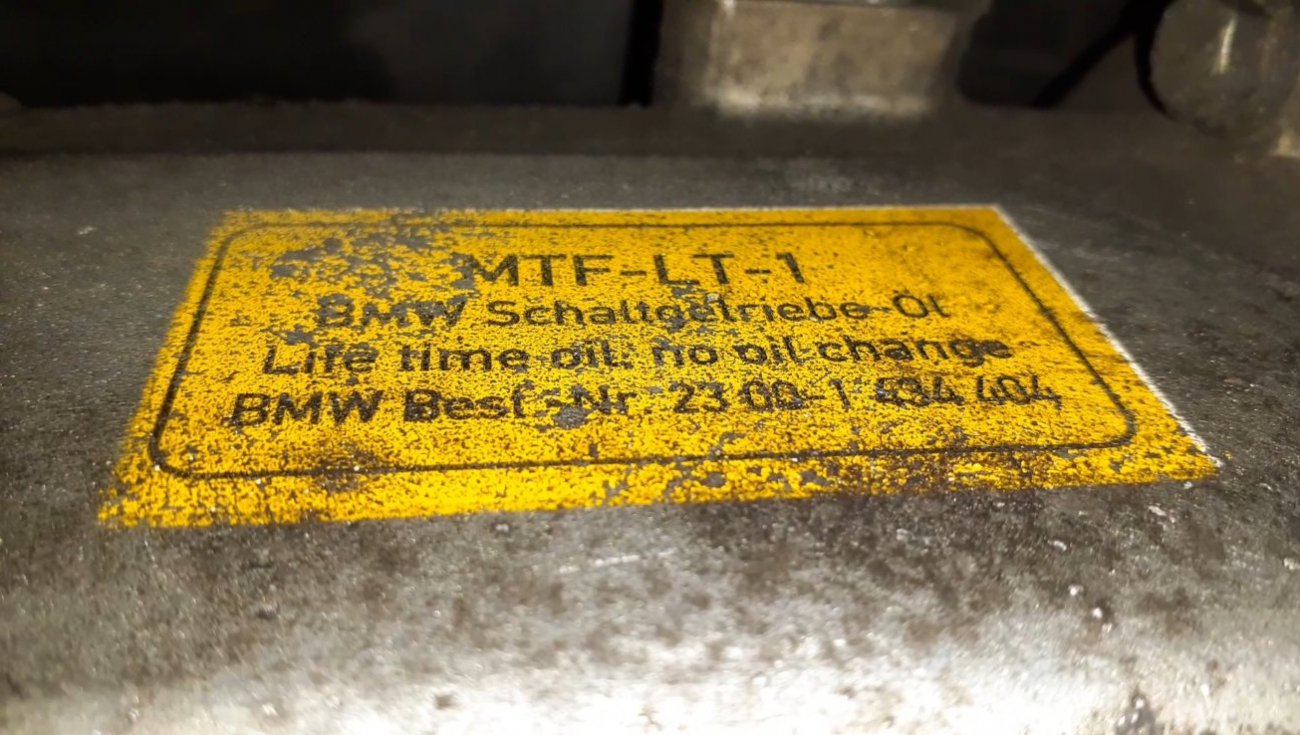 MTF-LT-1
BMW Schaltgetriebe-Öl
Life time oil. no oil change
BMW Best.-Nr. 23 00-1 434 404